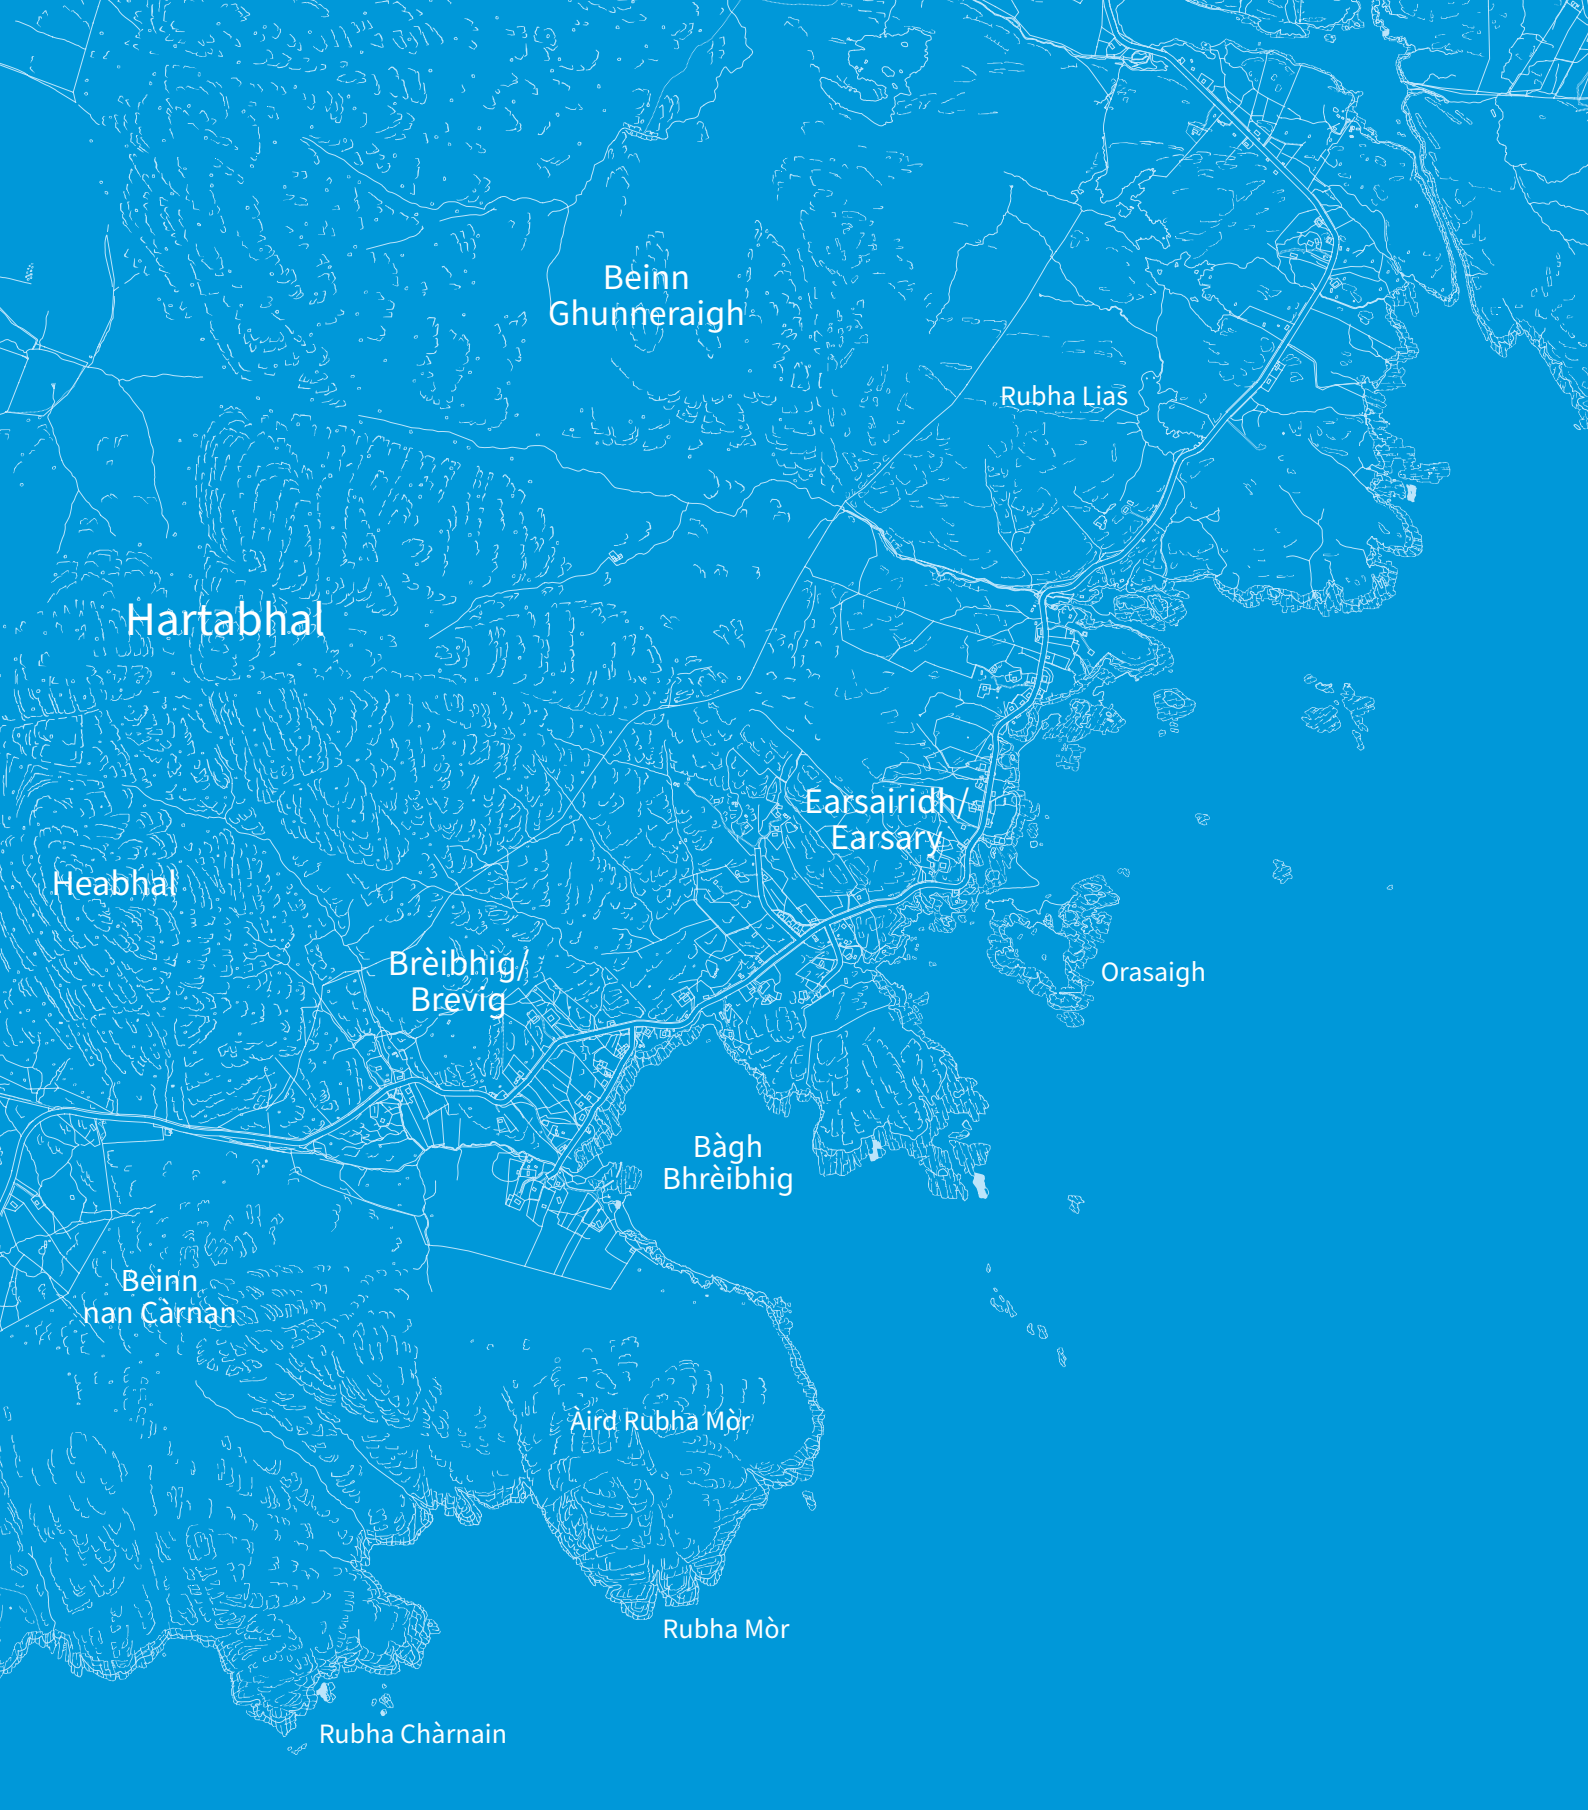 Beinn
Ghunneraigh
Rubha Lias
Hartabhal
Earsairidh/
Earsary
Heabhal
Brèibhig/
Brevig
Orasaigh
Bàgh
Bhrèibhig
Beinn
nan Càrnan
Àird Rubha Mòr
Rubha Mòr
Rubha Chàrnain